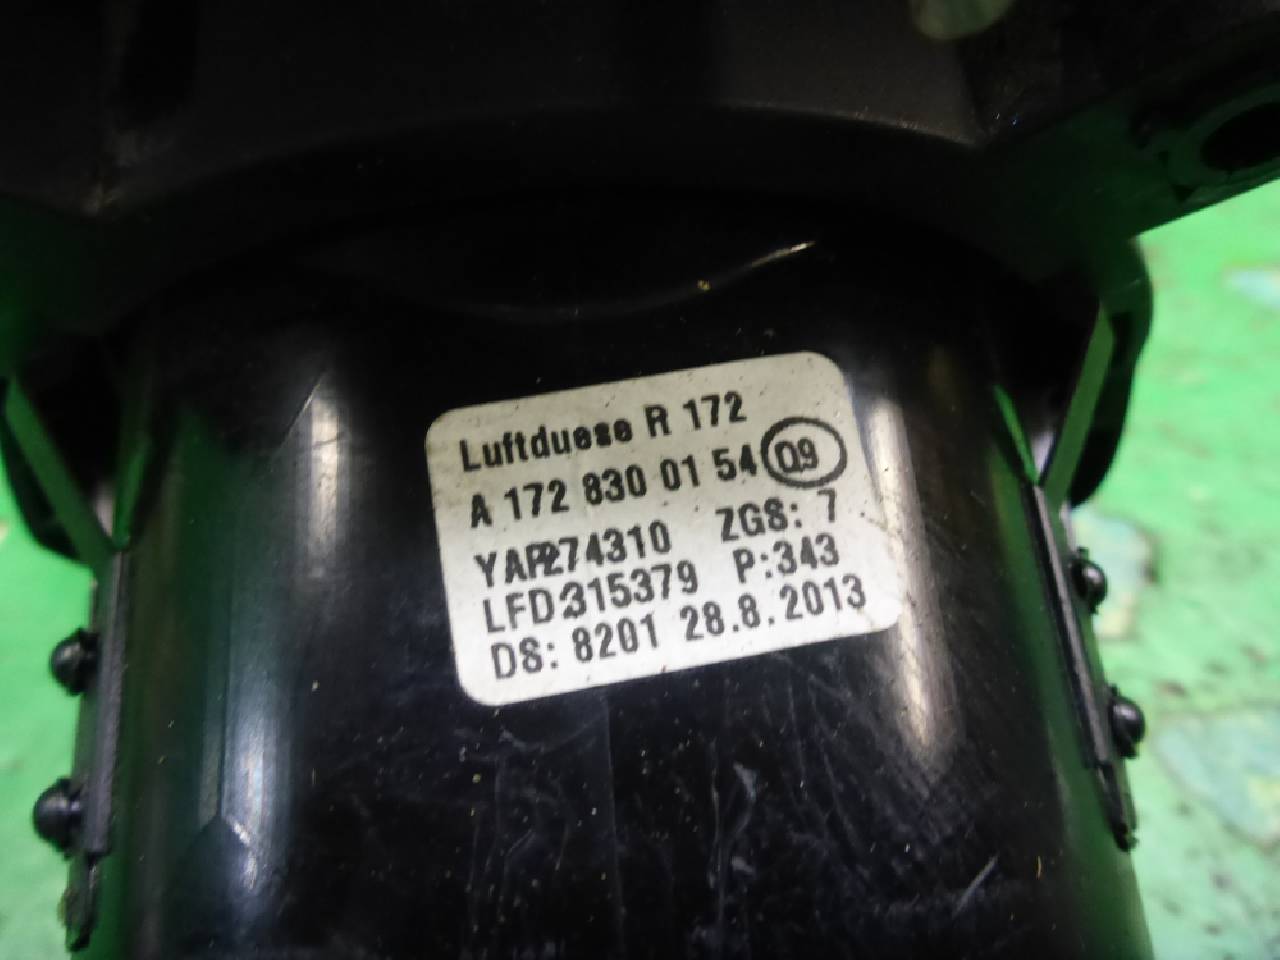 Luftduese R 172
A 172 830 01 54 09
YAP274310 ZGS: 7
LFD315379 P:343
DS: 8201 28.8.2013